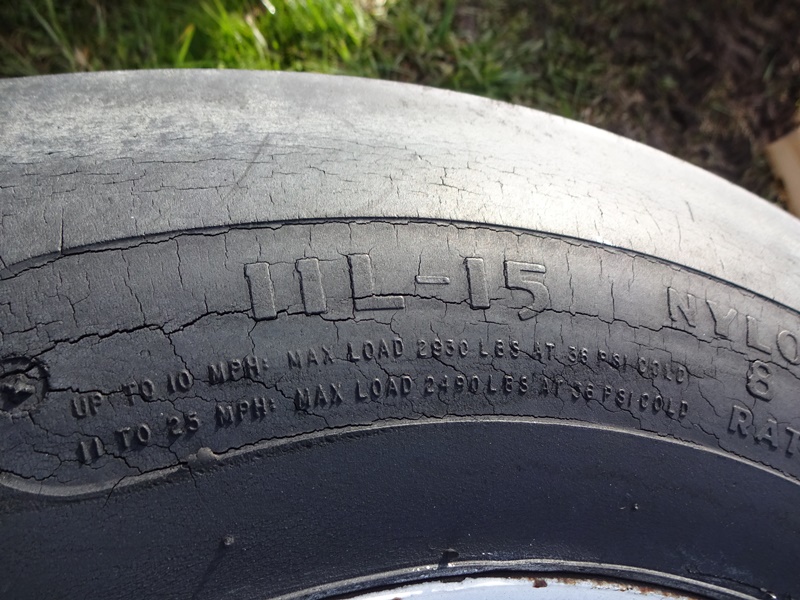 11L-15
UP TO 10 MPH: MAX LOAD 2930 LBS AT 36 PSI COLD
11 TO 25 MPH: MAX LOAD 2490 LBS AT 36 PSI COLD
NYLO
8
RAT